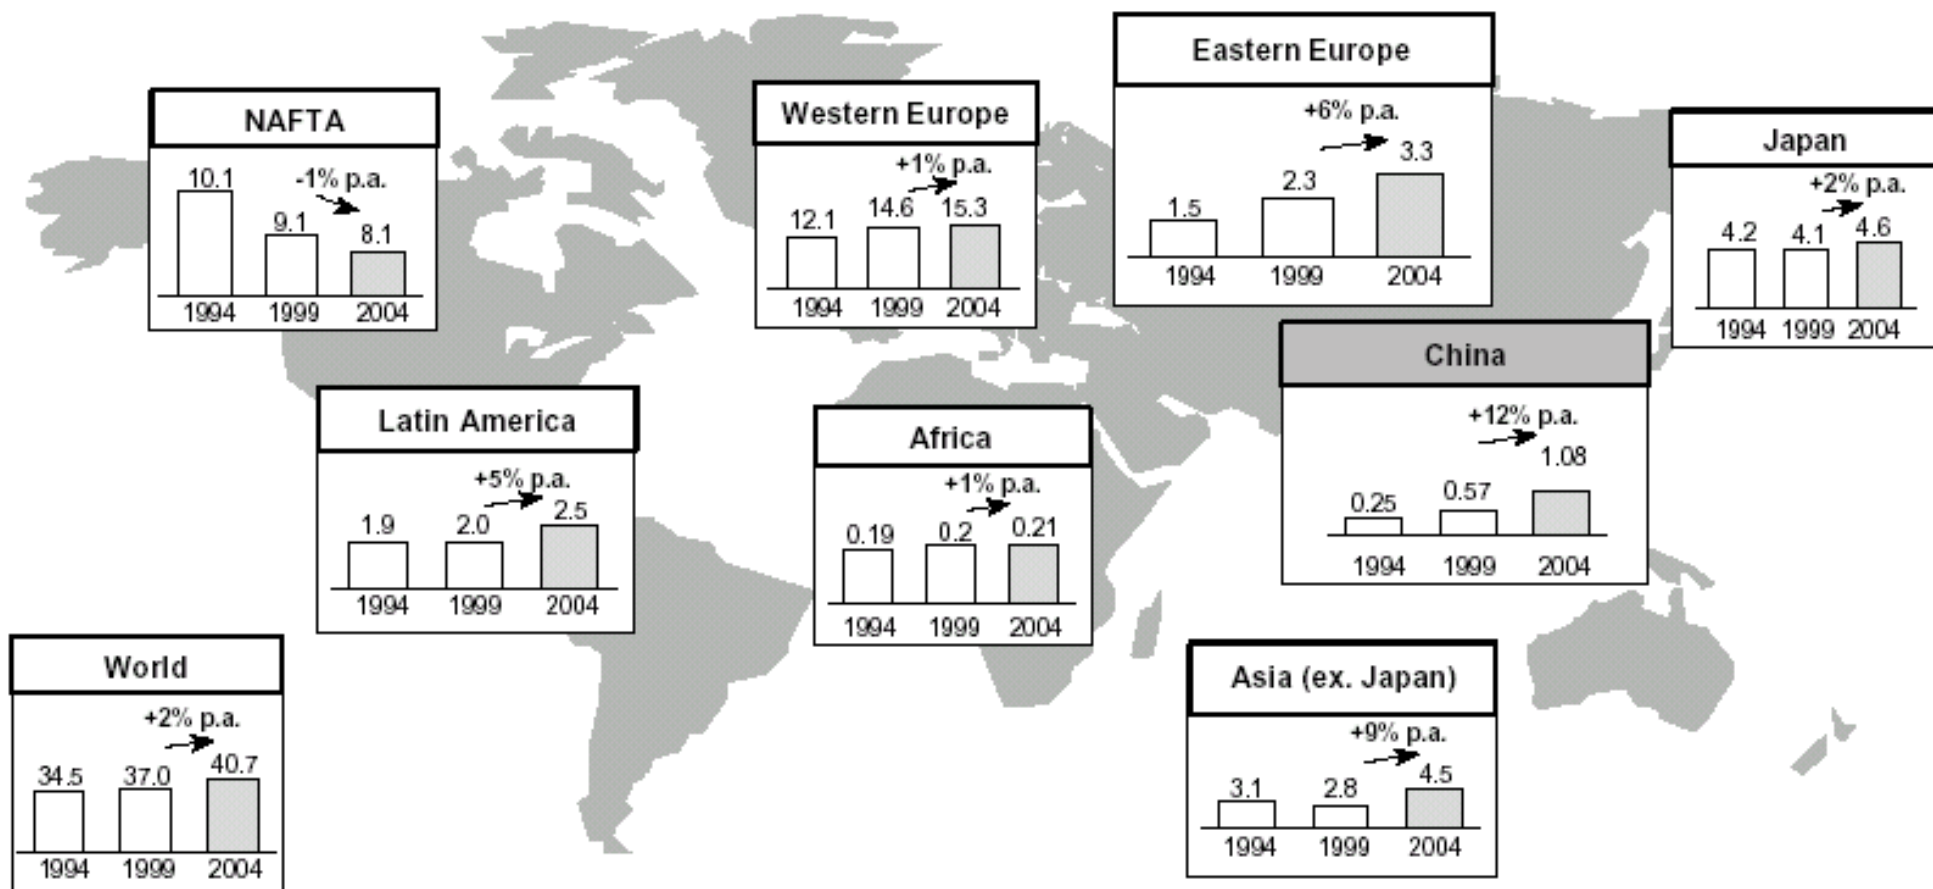 NAFTA
-1% p.a.
10.1
9.1
8.1
1994 1999 2004
Western Europe
+1% p.a.
12.1
14.6
15.3
1994 1999 2004
Eastern Europe
+6% p.a.
1.5
2.3
3.3
1994 1999 2004
Japan
+2% p.a.
4.2 4.1 4.6
1994 1999 2004
China
+12% p.a.
0.25
0.57
1.08
1994 1999 2004
Latin America
+5% p.a.
1.9 2.0 2.5
1994 1999 2004
Africa
+1% p.a.
0.19 0.2 0.21
1994 1999 2004
World
+2% p.a.
34.5 37.0 40.7
1994 1999 2004
Asia (ex. Japan)
+9% p.a.
3.1 2.8 4.5
1994 1999 2004